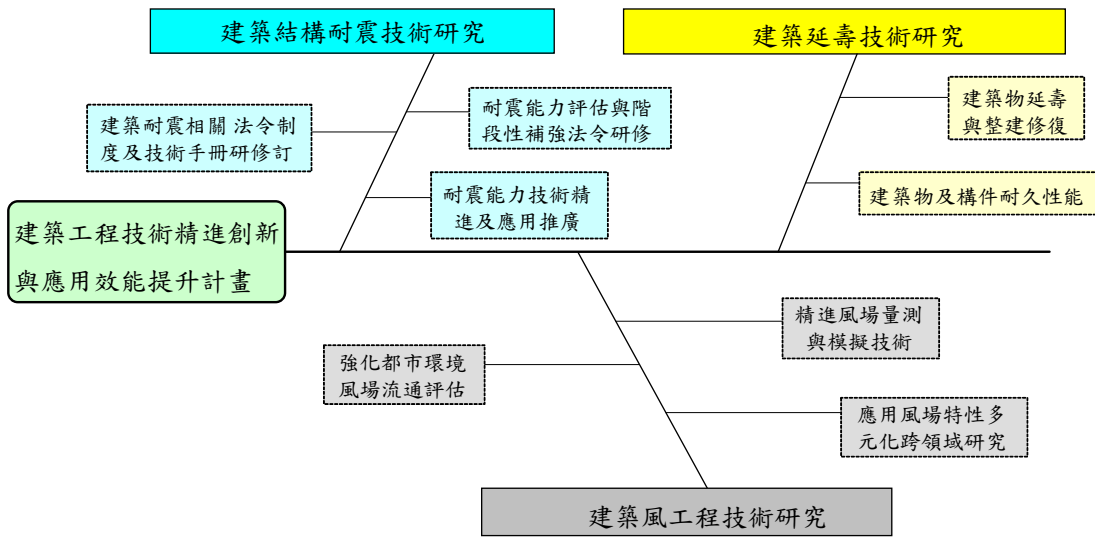 建築結構耐震技術研究
建築延壽技術研究
耐震能力評估與階
段性補強法令研修
建築物延壽
與整建修復
建築耐震相關 法令制
度及技術手冊研修訂
耐震能力技術精
進及應用推廣
建築物及構件耐久性能
建築工程技術精進創新
與應用效能提升計畫
精進風場量測
與模擬技術
強化都市環境
風場流通評估
應用風場特性多
元化跨領域研究
建築風工程技術研究